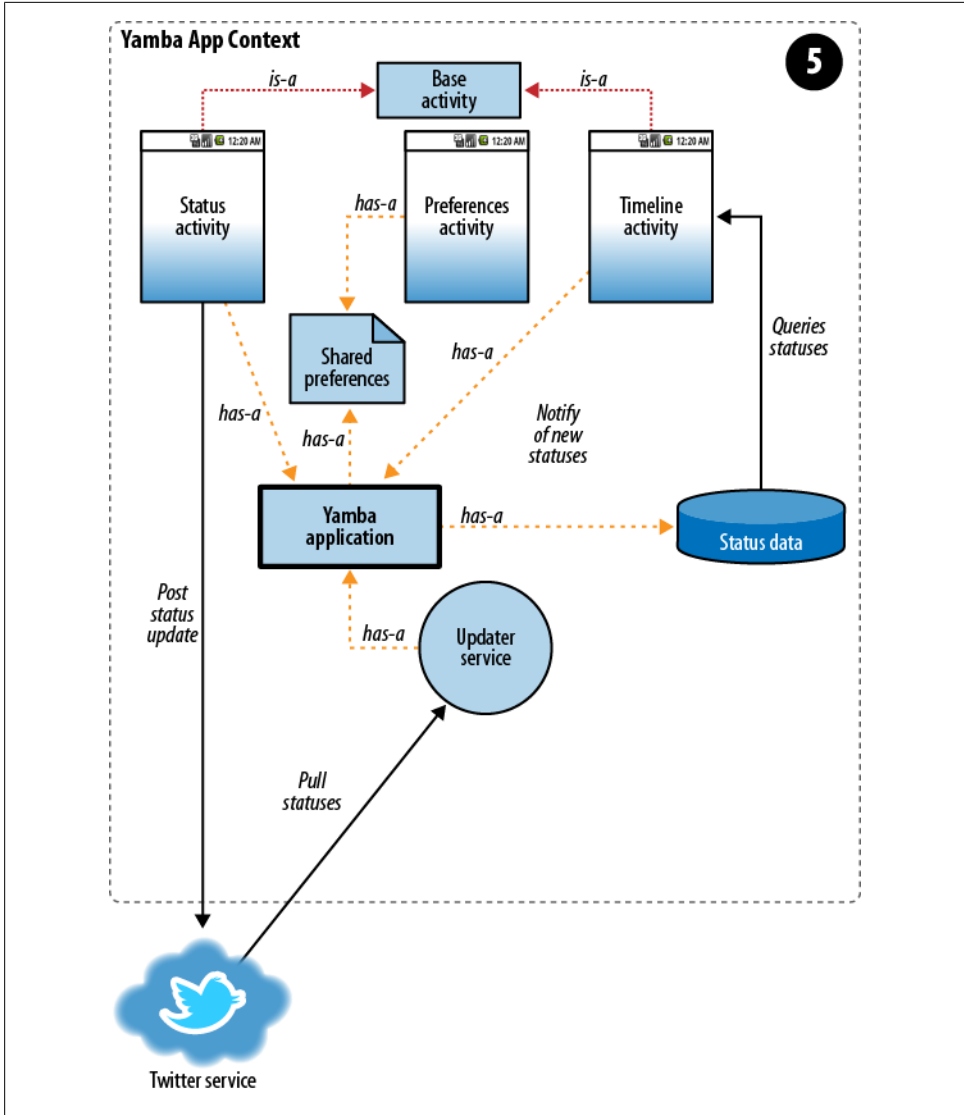 Yamba App Context
5
is-a
Base
activity
is-a
12:20 AM
12:20 AM
12:20 AM
Status
activity
has-a
Preferences
activity
Timeline
activity
Shared
preferences
has-a
Queries
statuses
has-a
has-a
Notify
of new
statuses
Yamba
application
has-a
Status data
Post
status
update
has-a
Updater
service
Pull
statuses
Twitter service